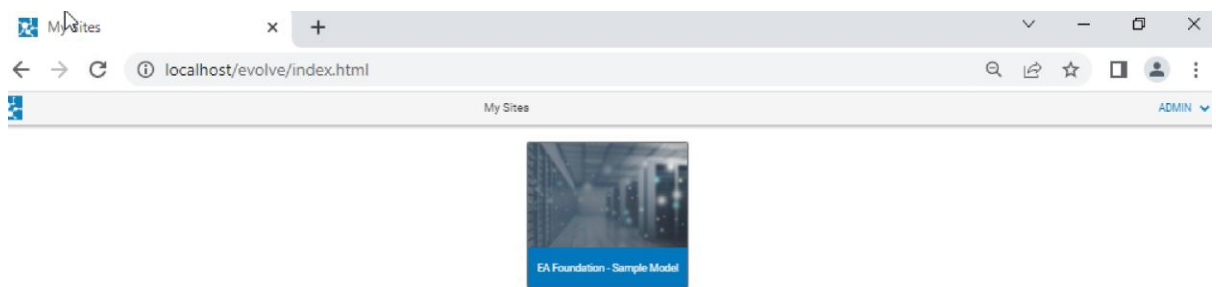 My Sites
localhost/evolve/index.html
My Sites
ADMIN
EA Foundation - Sample Model